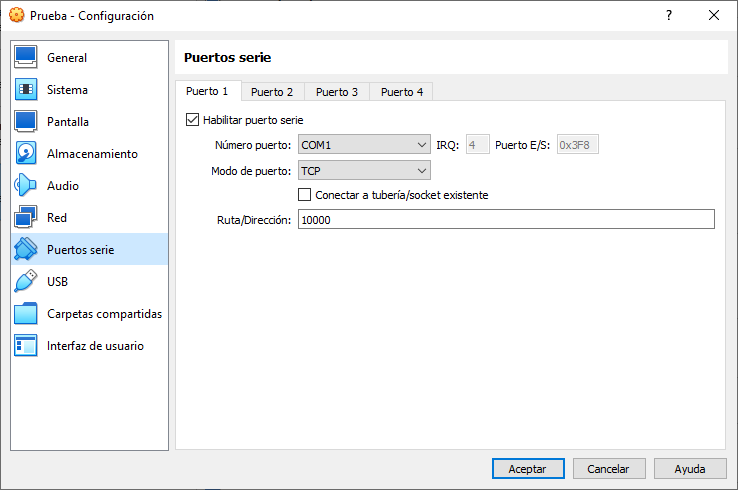 Prueba - Configuración
?
General
Sistema
Pantalla
Almacenamiento
Audio
Red
Puertos serie
USB
Carpetas compartidas
Interfaz de usuario
Puertos serie
Puerto 1 Puerto 2 Puerto 3 Puerto 4
Habilitar puerto serie
Número puerto: COM1 IRQ: 4 Puerto E/S: 0x3F8
Modo de puerto: TCP
Conectar a tubería/socket existente
Ruta/Dirección: 10000
Aceptar Cancelar Ayuda